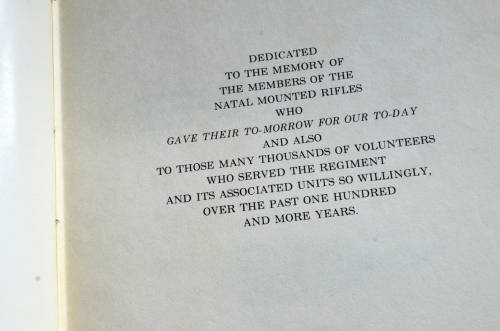 DEDICATED
TO THE MEMORY OF
THE MEMBERS OF THE
NATAL MOUNTED RIFLES
WHO
GAVE THEIR TO-MORROW FOR OUR TO-DAY
AND ALSO
TO THOSE MANY THOUSANDS OF VOLUNTEERS
WHO SERVED THE REGIMENT
AND ITS ASSOCIATED UNITS SO WILLINGLY,
OVER THE PAST ONE HUNDRED
AND MORE YEARS.